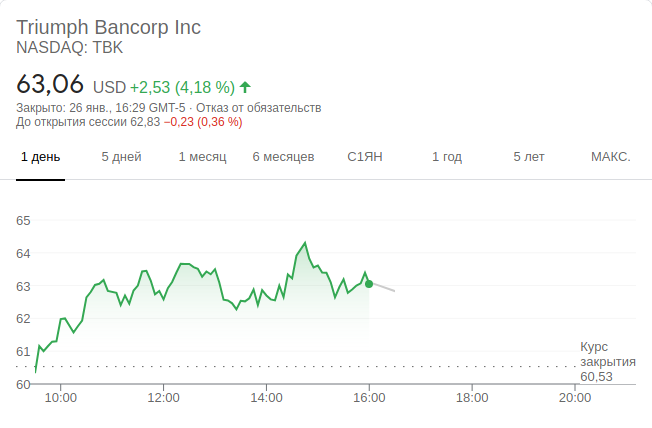 Triumph Bancorp Inc
NASDAQ: TBK
63,06 USD +2,53 (4,18 %)
Закрыто: 26 янв., 16:29 GMT-5 · Отказ от обязательств
До открытия сессии 62,83 −0,23 (0,36 %)
1 день 5 дней 1 месяц 6 месяцев С1ЯН 1 год 5 лет МАКС.
65
64
63
62
61
60
Курс
закрытия
60,53
10:00 12:00 14:00 16:00 18:00 20:00